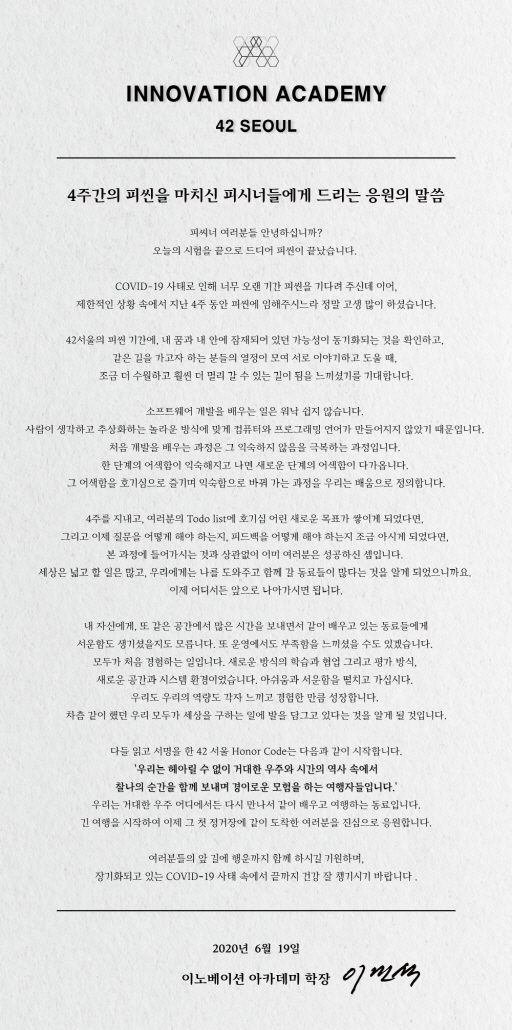 INNOVATION ACADEMY
42 SEOUL
4주간의 피씬을 마치신 피시너들에게 드리는 응원의 말씀
피씨너 여러분들 안녕하십니까?
오늘의 시험을 끝으로 드디어 피씬이 끝났습니다.
COVID-19 사태로 인해 너무 오랜 기간 피씬을 기다려 주신데 이어,
제한적인 상황 속에서 지난 4주 동안 피씬에 임해주시느라 정말 고생 많이 하셨습니다.
42서울의 피씬 기간에, 내 꿈과 내 안에 잠재되어 있던 가능성이 동기화되는 것을 확인하고,
같은 길을 가고자 하는 분들의 열정이 모여 서로 이야기하고 도울 때,
조금 더 수월하고 훨씬 더 멀리 갈 수 있는 길이 됨을 느끼셨기를 기대합니다.
소프트웨어 개발을 배우는 일은 워낙 쉽지 않습니다.
사람이 생각하고 추상화하는 놀라운 방식에 맞게 컴퓨터와 프로그래밍 언어가 만들어지지 않았기 때문입니다.
처음 개발을 배우는 과정은 그 익숙하지 않음을 극복하는 과정입니다.
한 단계의 어색함이 익숙해지고 나면 새로운 단계의 어색함이 다가옵니다.
그 어색함을 호기심으로 즐기며 익숙함으로 바꿔 가는 과정을 우리는 배움으로 정의합니다.
4주를 지내고, 여러분의 Todo list에 호기심 어린 새로운 목표가 쌓이게 되었다면,
그리고 이제 질문을 어떻게 해야 하는지, 피드백을 어떻게 해야 하는지 조금 아시게 되었다면,
본 과정에 들어가시는 것과 상관없이 이미 여러분은 성공하신 셈입니다.
세상은 넓고 할 일은 많고, 우리에게는 나를 도와주고 함께 갈 동료들이 많다는 것을 알게 되었으니까요.
이제 어디서든 앞으로 나아가시면 됩니다.
내 자신에게, 또 같은 공간에서 많은 시간을 보내면서 같이 배우고 있는 동료들에게
서운함도 생기셨을지도 모릅니다. 또 운영에서도 부족함을 느끼셨을 수도 있겠습니다.
모두가 처음 경험하는 일입니다. 새로운 방식의 학습과 협업 그리고 평가 방식,
새로운 공간과 시스템 환경이었습니다. 아쉬움과 서운함을 떨치고 가십시다.
우리도 우리의 역량도 각자 느끼고 경험한 만큼 성장합니다.
차츰 같이 했던 우리 모두가 세상을 구하는 일에 발을 담그고 있다는 것을 알게 될 것입니다.
다들 읽고 서명을 한 42 서울 Honor Code는 다음과 같이 시작합니다.
'우리는 헤아릴 수 없이 거대한 우주와 시간의 역사 속에서
찰나의 순간을 함께 보내며 경이로운 모험을 하는 여행자들입니다.'
우리는 거대한 우주 어디에서든 다시 만나서 같이 배우고 여행하는 동료입니다.
긴 여행을 시작하여 이제 그 첫 정거장에 같이 도착한 여러분을 진심으로 응원합니다.
여러분들의 앞 길에 행운까지 함께 하시길 기원하며,
장기화되고 있는 COVID-19 사태 속에서 끝까지 건강 잘 챙기시기 바랍니다 .
2020년 6월 19일
이노베이션 아카데미 학장 이민석